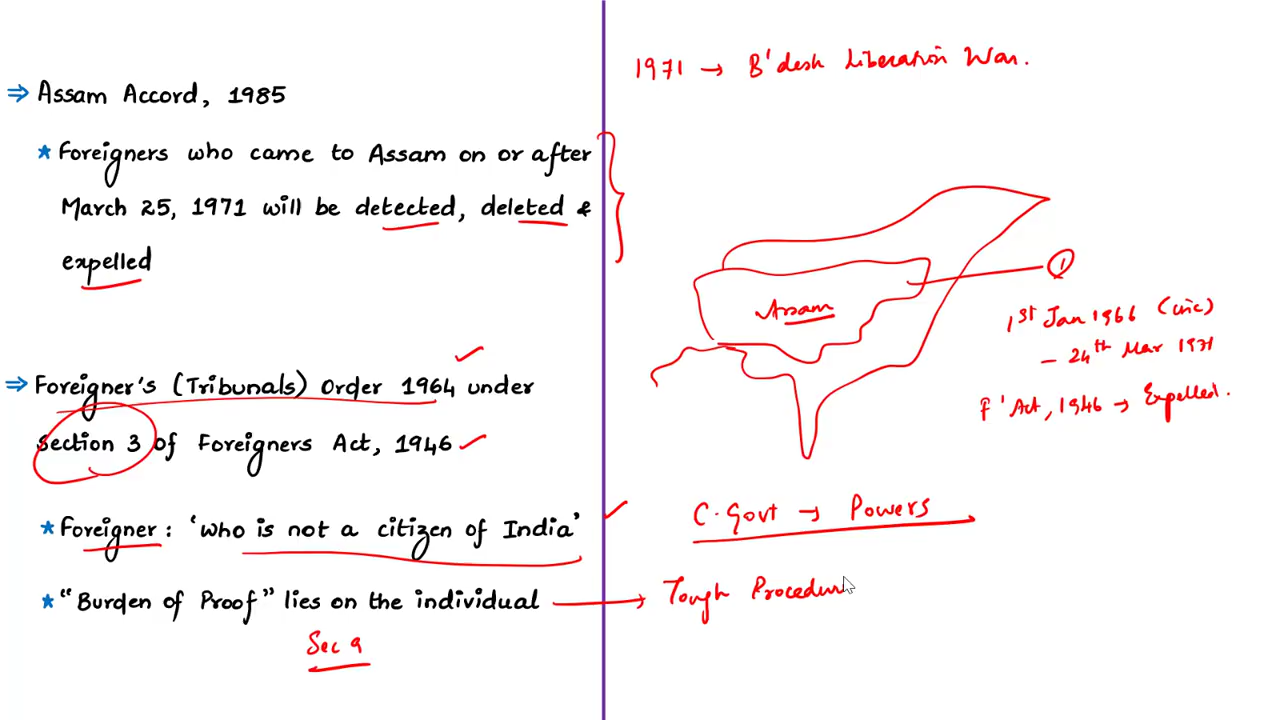 ⇒ Assam Accord, 1985
* Foreigners who came to Assam on or after
March 25, 1971 will be detected, deleted &
expelled
⇒ Foreigner's (Tribunals) Order 1964 under
Section 3 of Foreigners Act, 1946
* Foreigner : 'who is not a citizen of India'
* "Burden of Proof" lies on the individual
Sec 9
1971 → B'desh Liberation War.
Assam
1
1st Jan 1966
- 24th Mar 1971
F'Act, 1946 → Expelled.
C. Govt → Powers
→ Tough Procedure